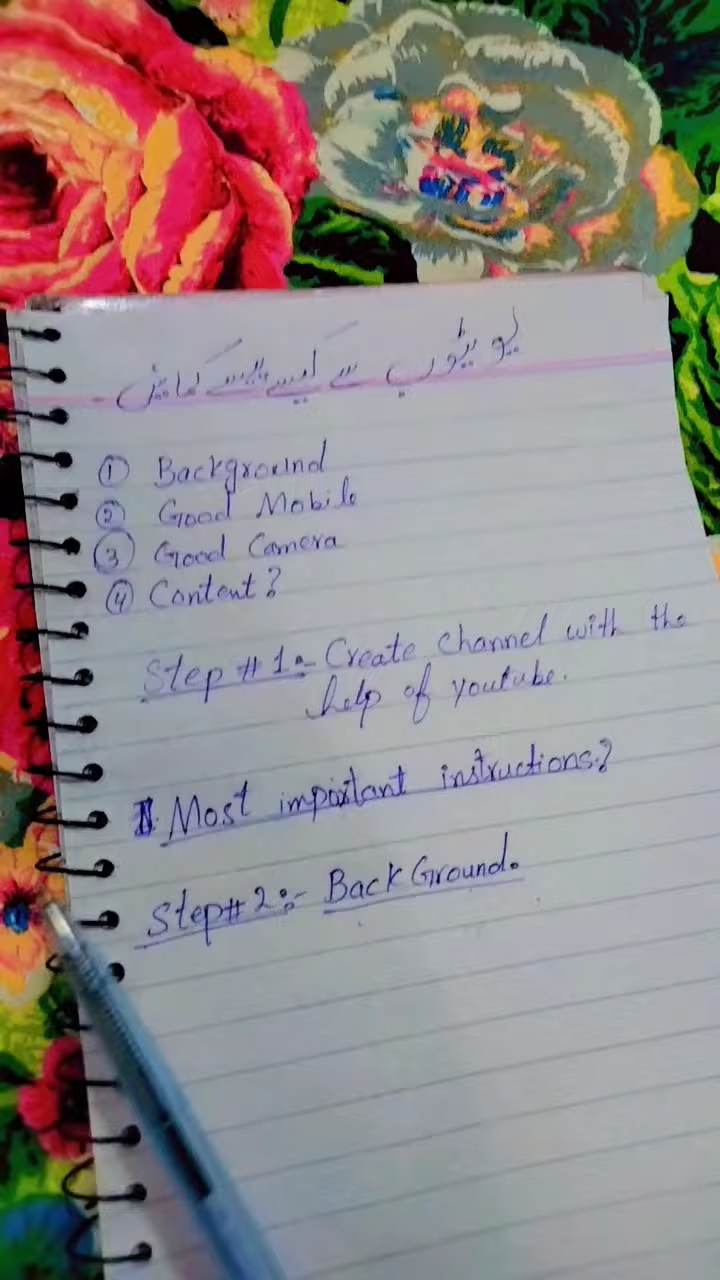 یوٹیوب سے کیسے پیسے کمائیں -
① Background
② Good Mobile
③ Good Camera
④ Content?
Step # 1:- Create channel with the
help of youtube.
Most important instructions:?
Step# 2:- BackGround.